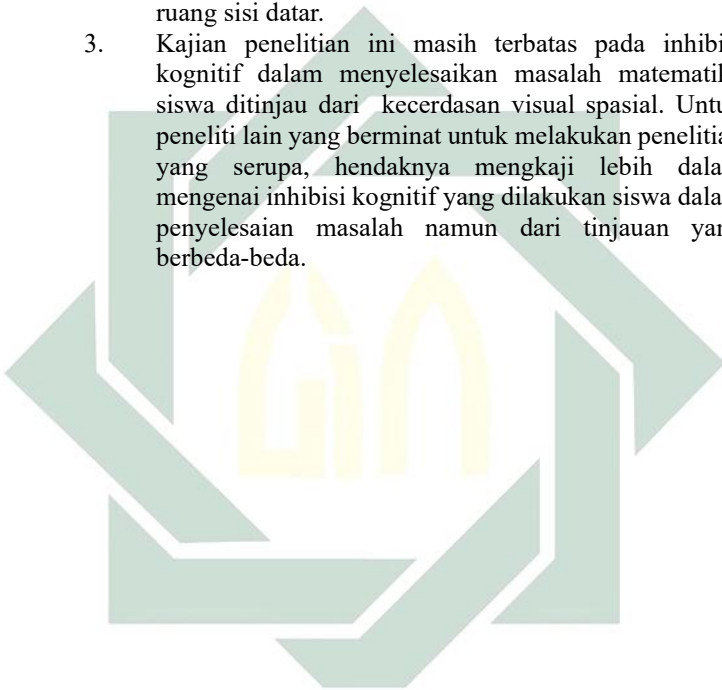 ruang sisi datar.
3. Kajian penelitian ini masih terbatas pada inhibi
kognitif dalam menyelesaikan masalah matemati
siswa ditinjau dari kecerdasan visual spasial. Untu
peneliti lain yang berminat untuk melakukan penelitia
yang serupa, hendaknya mengkaji lebih dala
mengenai inhibisi kognitif yang dilakukan siswa dala
penyelesaian masalah namun dari tinjauan yan
berbeda-beda.